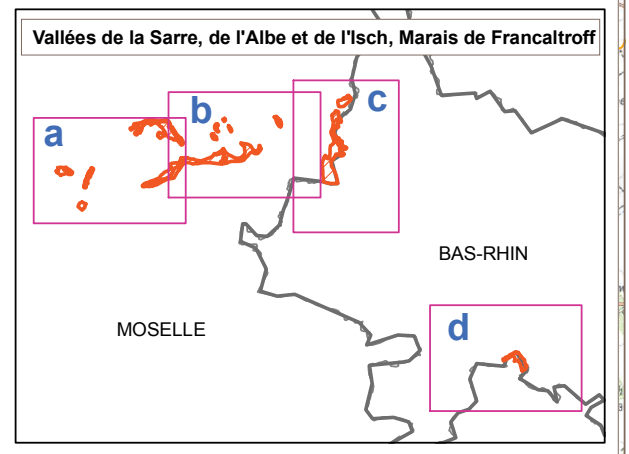 Vallées de la Sarre, de l'Albe et de l'Isch, Marais de Francaltroff
a
b
c
BAS-RHIN
MOSELLE
d